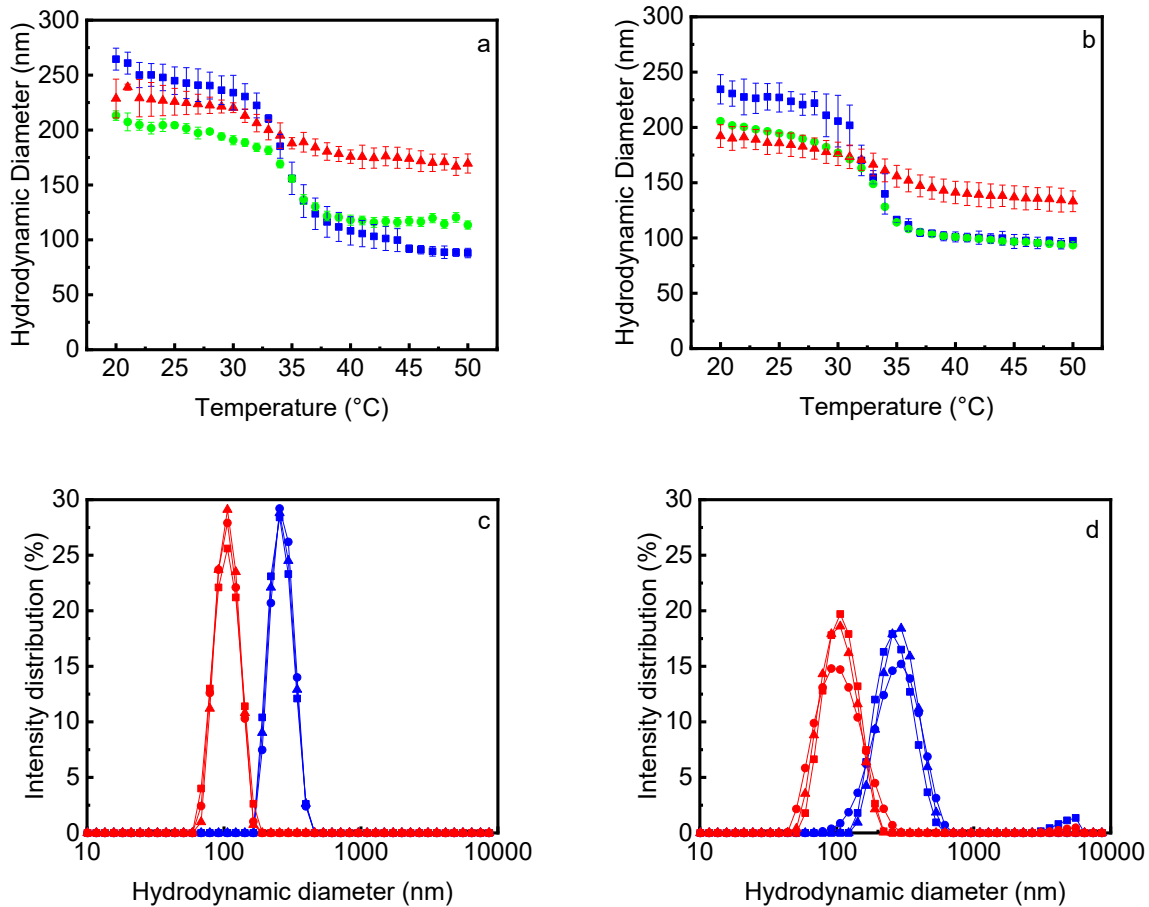 a
300
250
200
150
100
50
0
Hydrodynamic Diameter (nm)
20 25 30 35 40 45 50
Temperature (°C)
b
300
250
200
150
100
50
0
Hydrodynamic Diameter (nm)
20 25 30 35 40 45 50
Temperature (°C)
c
30
25
20
15
10
5
0
Intensity distribution (%)
10 100 1000 10000
Hydrodynamic diameter (nm)
d
30
25
20
15
10
5
0
Intensity distribution (%)
10 100 1000 10000
Hydrodynamic diameter (nm)